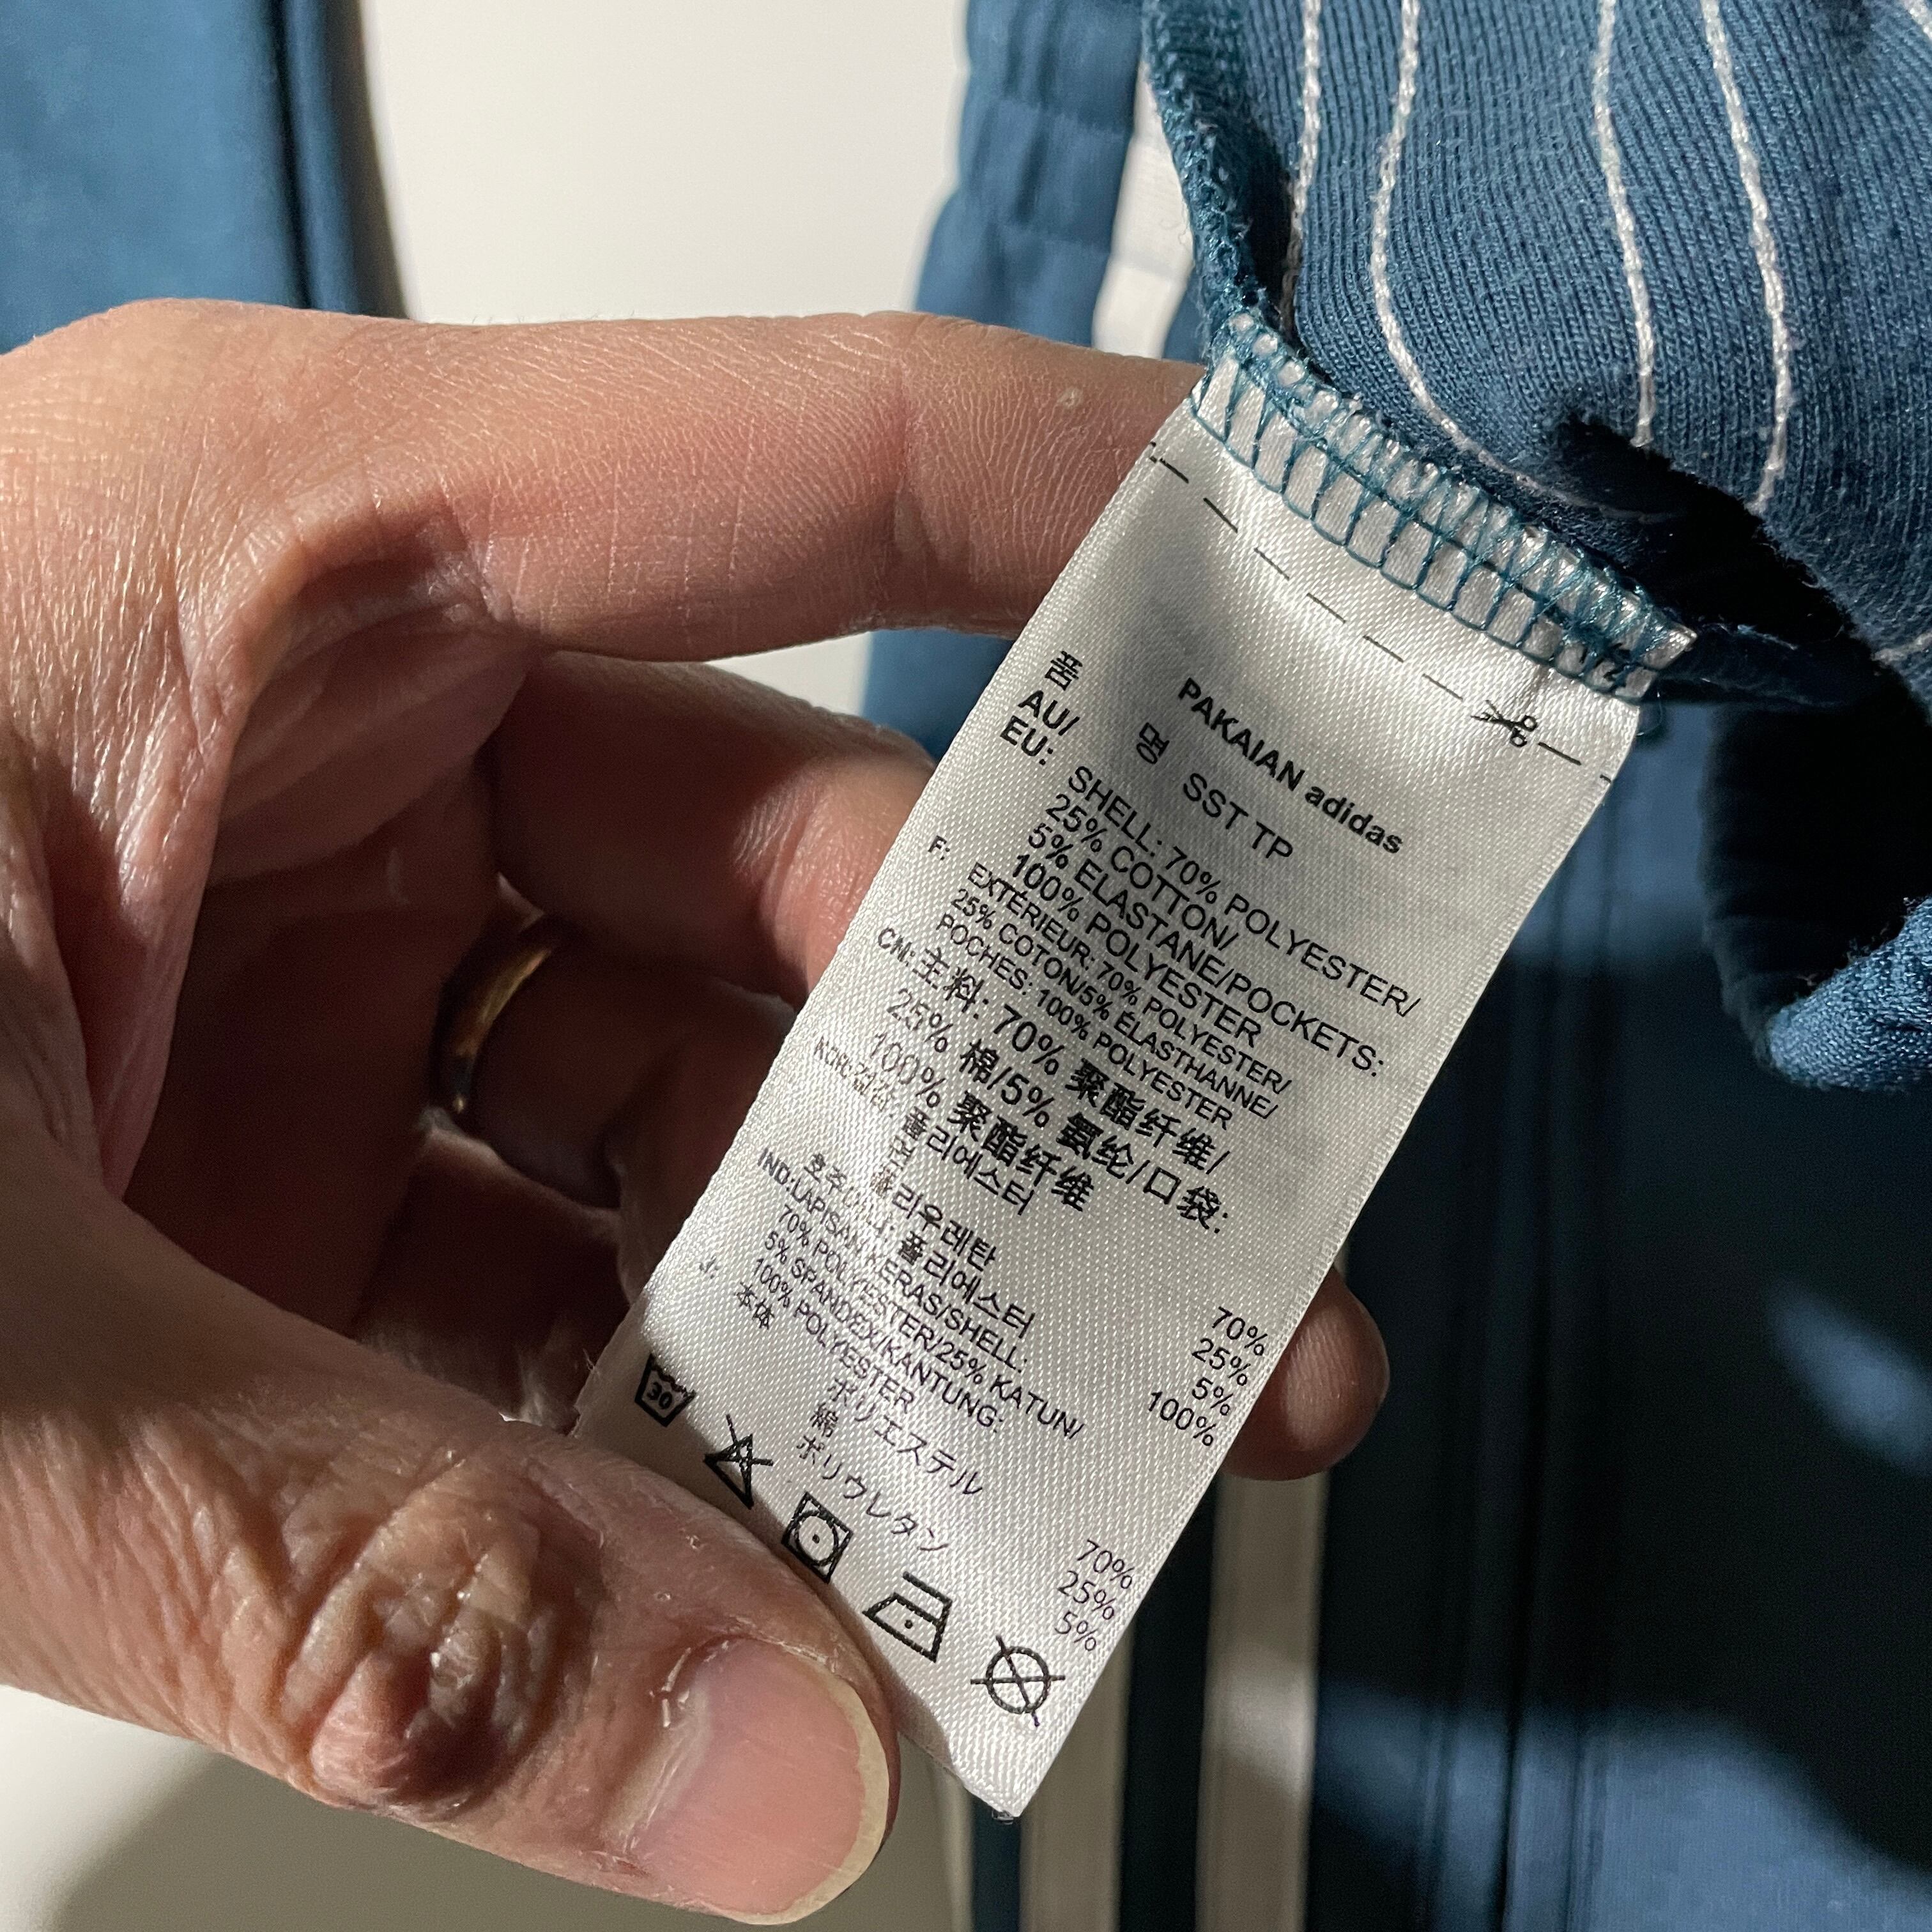 PAKAIAN adidas
품 명 SST TP
AU/
EU: SHELL: 70% POLYESTER/
25% COTTON/
5% ELASTANE/POCKETS:
100% POLYESTER
F: EXTÉRIEUR: 70% POLYESTER/
25% COTON/5% ÉLASTHANNE/
POCHES: 100% POLYESTER
CN: 主料: 70% 聚酯纤维/
25% 棉/5% 氨纶/口袋:
100% 聚酯纤维
폴리에스터 70%
면 25%
폴리우레탄 5%
호주머니: 폴리에스터 100%
IND:LAPISAN KERAS/SHELL:
70% POLYESTER/25% KATUN/
5% SPANDEX/KANTUNG:
100% POLYESTER
J: 本体 ポリエステル 70%
綿 25%
ポリウレタン 5%
30